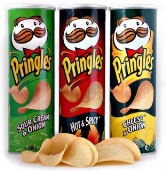 Pringles
SOUR CREAM
& ONION
Pringles
HOT & SPICY
Pringles
CHEESE
& ONION